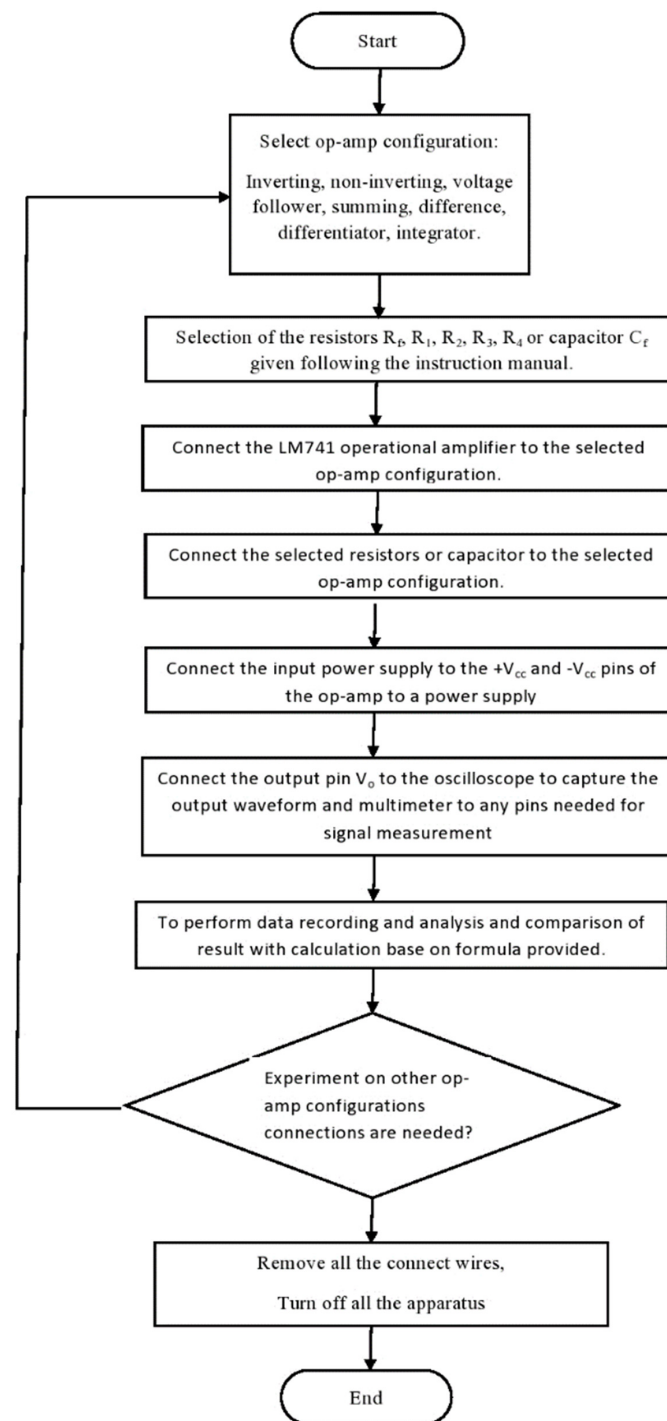 Start
Select op-amp configuration:
Inverting, non-inverting, voltage
follower, summing, difference,
differentiator, integrator.
Selection of the resistors Rf, R1, R2, R3, R4 or capacitor Cf
given following the instruction manual.
Connect the LM741 operational amplifier to the selected
op-amp configuration.
Connect the selected resistors or capacitor to the selected
op-amp configuration.
Connect the input power supply to the +Vcc and -Vcc pins of
the op-amp to a power supply
Connect the output pin Vo to the oscilloscope to capture the
output waveform and multimeter to any pins needed for
signal measurement
To perform data recording and analysis and comparison of
result with calculation base on formula provided.
Experiment on other op-
amp configurations
connections are needed?
Remove all the connect wires,
Turn off all the apparatus
End